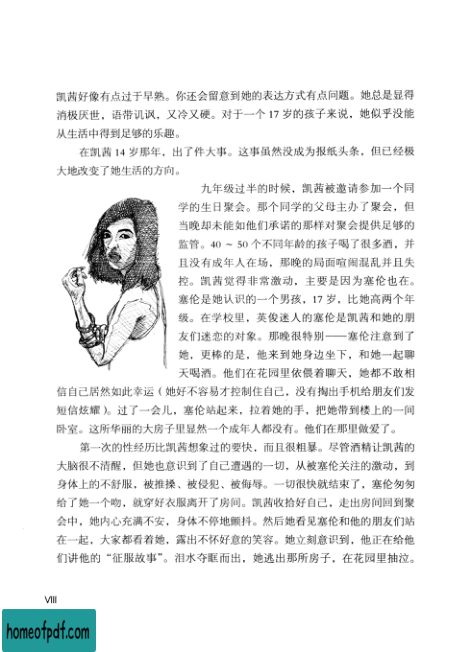 凯茜好像有点过于早熟。你还会留意到她的表达方式有点问题。她总是显得
消极厌世，语带讥讽，又冷又硬。对于一个 17 岁的孩子来说，她似乎没能
从生活中得到足够的乐趣。
在凯茜 14 岁那年，出了件大事。这事虽然没成为报纸头条，但已经极
大地改变了她生活的方向。
九年级过半的时候，凯茜被邀请参加一个同
学的生日聚会。那个同学的父母主办了聚会，但
当晚却未能如他们承诺的那样对聚会提供足够的
监管。40 ～ 50 个不同年龄的孩子喝了很多酒，并
且没有成年人在场，那晚的局面喧闹混乱并且失
控。凯茜觉得非常激动，主要是因为塞伦也在。
塞伦是她认识的一个男孩，17 岁，比她高两个年
级。在学校里，英俊迷人的塞伦是凯茜和她的朋
友们迷恋的对象。那晚很特别——塞伦注意到了
她，更棒的是，他来到她身边坐下，和她一起聊
天喝酒。他们在花园里依偎着聊天，她都不敢相
信自己居然如此幸运（她好不容易才控制住自己，没有掏出手机给朋友们发
短信炫耀）。过了一会儿，塞伦站起来，拉着她的手，把她带到楼上的一间
卧室。这所华丽的大房子里显然一个成年人都没有。他们在那里做爱了。
第一次的性经历比凯茜想象过的要快，而且很粗暴。尽管酒精让凯茜的
大脑很不清醒，但她也意识到了自己遭遇的一切，从被塞伦关注的激动，到
身体上的不舒服，被推搡、被侵犯、被侮辱。一切很快就结束了，塞伦匆匆
给了她一个吻，就穿好衣服离开了房间。凯茜收拾好自己，走出房间回到聚
会中，她内心充满不安，身体不停地颤抖。然后她看见塞伦和他的朋友们站
在一起，大家都看着她，露出不怀好意的笑容。她立刻意识到，他正在给他
们讲他的“征服故事”。泪水夺眶而出，她逃出那所房子，在花园里抽泣。
VIII
homeofpdf.com